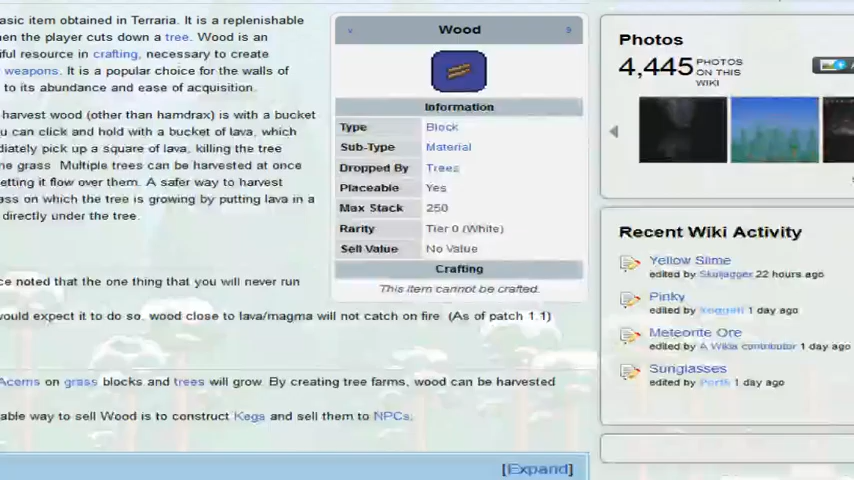 asic item obtained in Terraria. It is a replenishable
en the player cuts down a tree. Wood is an
iful resource in crafting, necessary to create
weapons. It is a popular choice for the walls of
to its abundance and ease of acquisition.
harvest wood (other than hamdrax) is with a bucket
u can click and hold with a bucket of lava, which
diately pick up a square of lava, killing the tree
ne grass. Multiple trees can be harvested at once
etting it flow over them. A safer way to harvest
ass on which the tree is growing by putting lava in a
directly under the tree.
ce noted that the one thing that you will never run
would expect it to do so, wood close to lava/magma will not catch on fire. (As of patch 1.1)
Acorns on grass blocks and trees will grow. By creating tree farms, wood can be harvested
able way to sell Wood is to construct Kegs and sell them to NPCs.
[Expand]
Wood
Information
Type Block
Sub-Type Material
Dropped By Trees
Placeable Yes
Max Stack 250
Rarity Tier 0 (White)
Sell Value No Value
Crafting
This item cannot be crafted.
Photos
4,445 PHOTOS
ON THIS
WIKI
Recent Wiki Activity
Yellow Slime
edited by Skuljagger 22 hours ago
Pinky
edited by 1 day ago
Meteorite Ore
edited by A Wikia contributor 1 day ago
Sunglasses
edited by 1 day ago